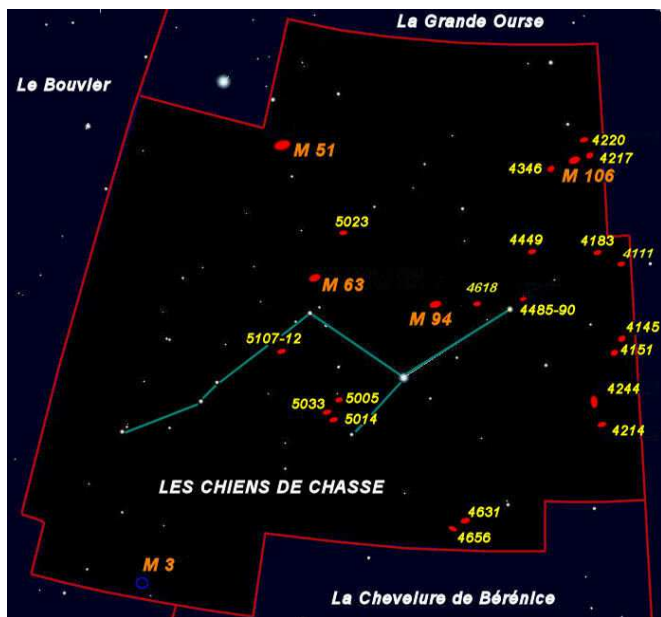 La Grande Ourse
Le Bouvier
4220
M 51
4217
4346
M 106
5023
4449
4183
4111
M 63
4618
M 94
4485-90
5107-12
4145
4151
4244
5005
5033
5014
4214
LES CHIENS DE CHASSE
4631
4656
M 3
La Chevelure de Bérénice